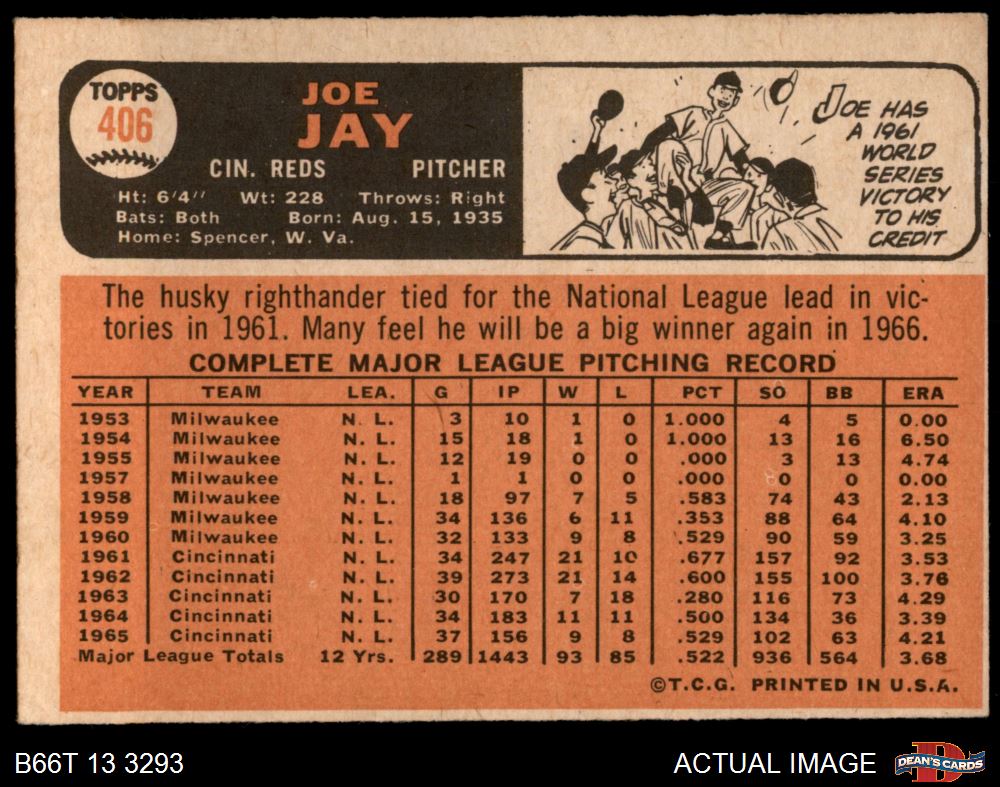 TOPPS
406
JOE
JAY
CIN. REDS PITCHER
Ht: 6'4" Wt: 228 Throws: Right
Bats: Both Born: Aug. 15, 1935
Home: Spencer, W. Va.
JOE HAS
A 1961
WORLD
SERIES
VICTORY
TO HIS
CREDIT
The husky righthander tied for the National League lead in vic-
tories in 1961. Many feel he will be a big winner again in 1966.
COMPLETE MAJOR LEAGUE PITCHING RECORD
YEAR TEAM LEA. G IP W L PCT SO BB ERA
1953 Milwaukee N. L. 3 10 1 0 1.000 4 5 0.00
1954 Milwaukee N. L. 15 18 1 0 1.000 13 16 6.50
1955 Milwaukee N. L. 12 19 0 0 .000 3 13 4.74
1957 Milwaukee N. L. 1 1 0 0 .000 0 0 0.00
1958 Milwaukee N. L. 18 97 7 5 .583 74 43 2.13
1959 Milwaukee N. L. 34 136 6 11 .353 88 64 4.10
1960 Milwaukee N. L. 32 133 9 8 .529 90 59 3.25
1961 Cincinnati N. L. 34 247 21 10 .677 157 92 3.53
1962 Cincinnati N. L. 39 273 21 14 .600 155 100 3.76
1963 Cincinnati N. L. 30 170 7 18 .280 116 73 4.29
1964 Cincinnati N. L. 34 183 11 11 .500 134 36 3.39
1965 Cincinnati N. L. 37 156 9 8 .529 102 63 4.21
Major League Totals 12 Yrs. 289 1443 93 85 .522 936 564 3.68
©T.C.G. PRINTED IN U.S.A.
B66T 13 3293 ACTUAL IMAGE
DEAN'S CARDS